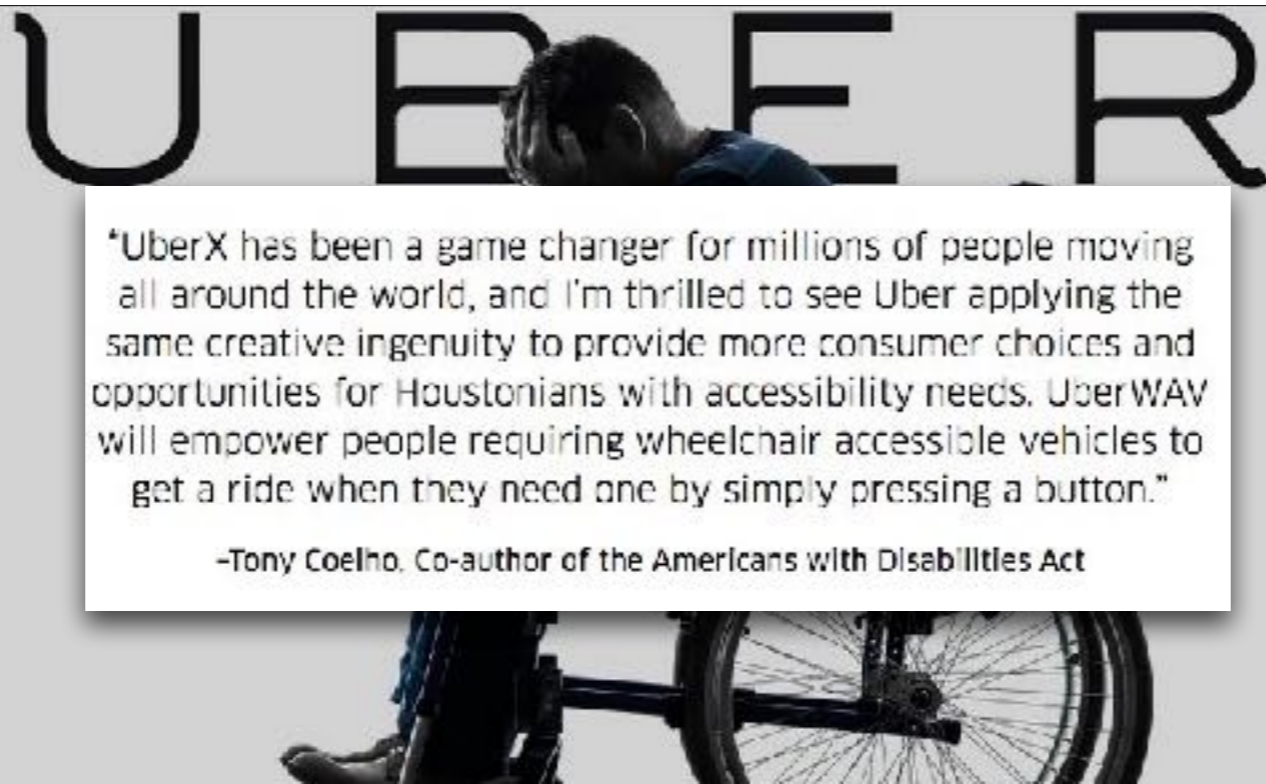 UBER
“UberX has been a game changer for millions of people moving
all around the world, and I'm thrilled to see Uber applying the
same creative ingenuity to provide more consumer choices and
opportunities for Houstonians with accessibility needs. UberWAV
will empower people requiring wheelchair accessible vehicles to
get a ride when they need one by simply pressing a button.”
–Tony Coelho, Co-author of the Americans with Disabilities Act